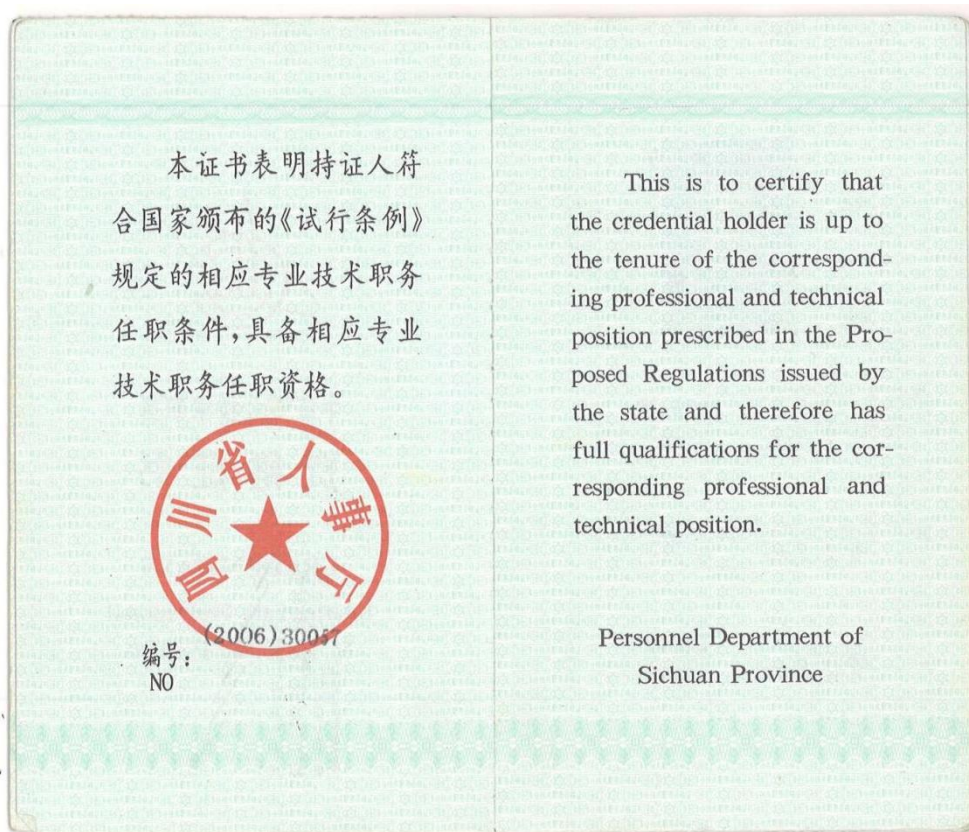 本证书表明持证人符
合国家颁布的《试行条例》
规定的相应专业技术职务
任职条件,具备相应专业
技术职务任职资格。
四川省人事厅
(2006)30057
编号:
NO
This is to certify that
the credential holder is up to
the tenure of the correspond-
ing professional and technical
position prescribed in the Pro-
posed Regulations issued by
the state and therefore has
full qualifications for the cor-
responding professional and
technical position.
Personnel Department of
Sichuan Province